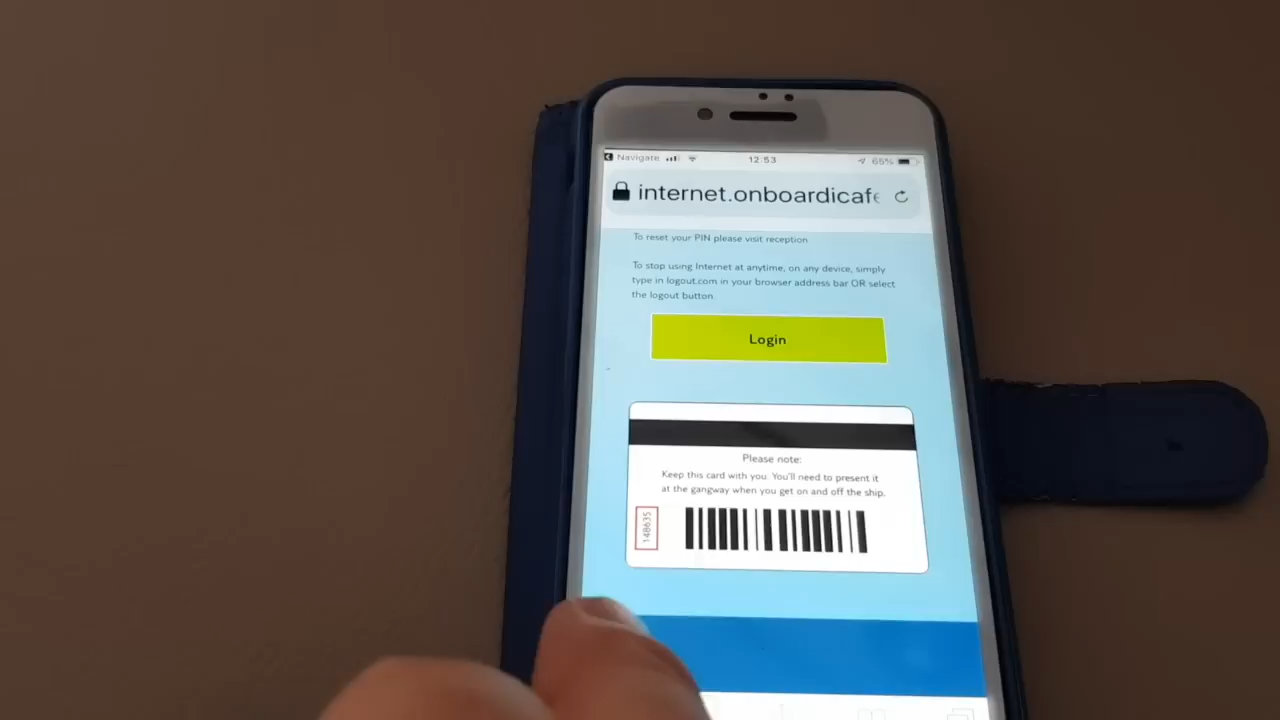 Navigate 12:53 65%
internet.onboardicafe
To reset your PIN please visit reception
To stop using Internet at anytime, on any device, simply
type in logout.com in your browser address bar OR select
the logout button.
Login
Please note:
Keep this card with you. You'll need to present it
at the gangway when you get on and off the ship.
148635